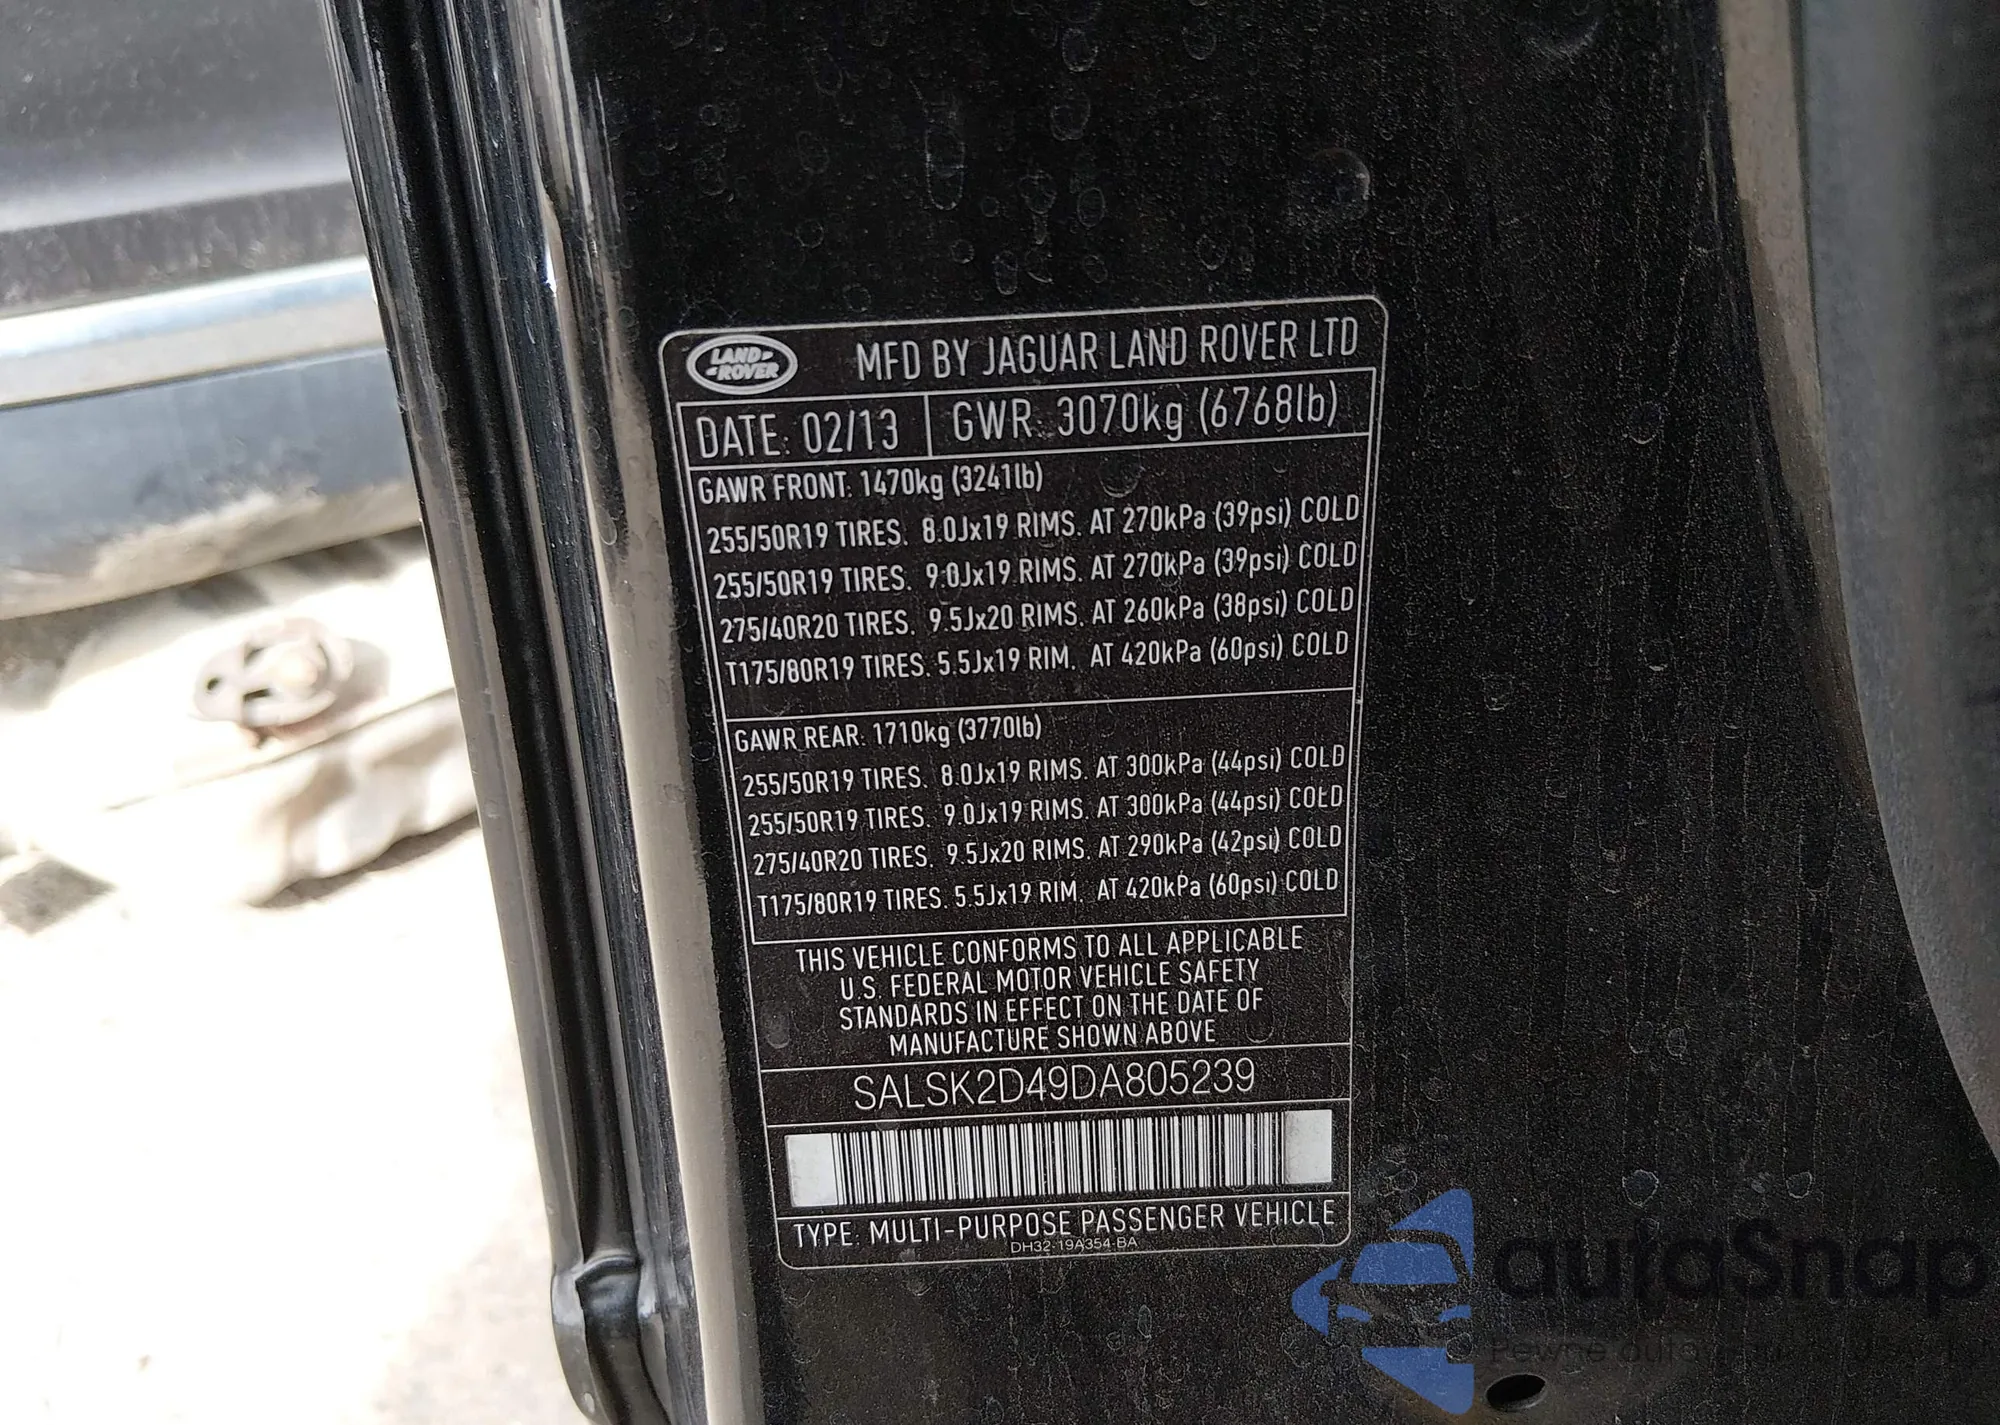 LAND-
-ROVER
MFD BY JAGUAR LAND ROVER LTD
DATE: 02/13
GWR: 3070kg (6768lb)
GAWR FRONT: 1470kg (3241lb)
255/50R19 TIRES. 8.0Jx19 RIMS. AT 270kPa (39psi) COLD
255/50R19 TIRES. 9.0Jx19 RIMS. AT 270kPa (39psi) COLD
275/40R20 TIRES. 9.5Jx20 RIMS. AT 260kPa (38psi) COLD
T175/80R19 TIRES. 5.5Jx19 RIM. AT 420kPa (60psi) COLD
GAWR REAR: 1710kg (3770lb)
255/50R19 TIRES. 8.0Jx19 RIMS. AT 300kPa (44psi) COLD
255/50R19 TIRES. 9.0Jx19 RIMS. AT 300kPa (44psi) COLD
275/40R20 TIRES. 9.5Jx20 RIMS. AT 290kPa (42psi) COLD
T175/80R19 TIRES. 5.5Jx19 RIM. AT 420kPa (60psi) COLD
THIS VEHICLE CONFORMS TO ALL APPLICABLE
U.S. FEDERAL MOTOR VEHICLE SAFETY
STANDARDS IN EFFECT ON THE DATE OF
MANUFACTURE SHOWN ABOVE
SALSK2D49DA805239
TYPE: MULTI-PURPOSE PASSENGER VEHICLE
DH32-19A354-BA
autaSnap
Pewne auto